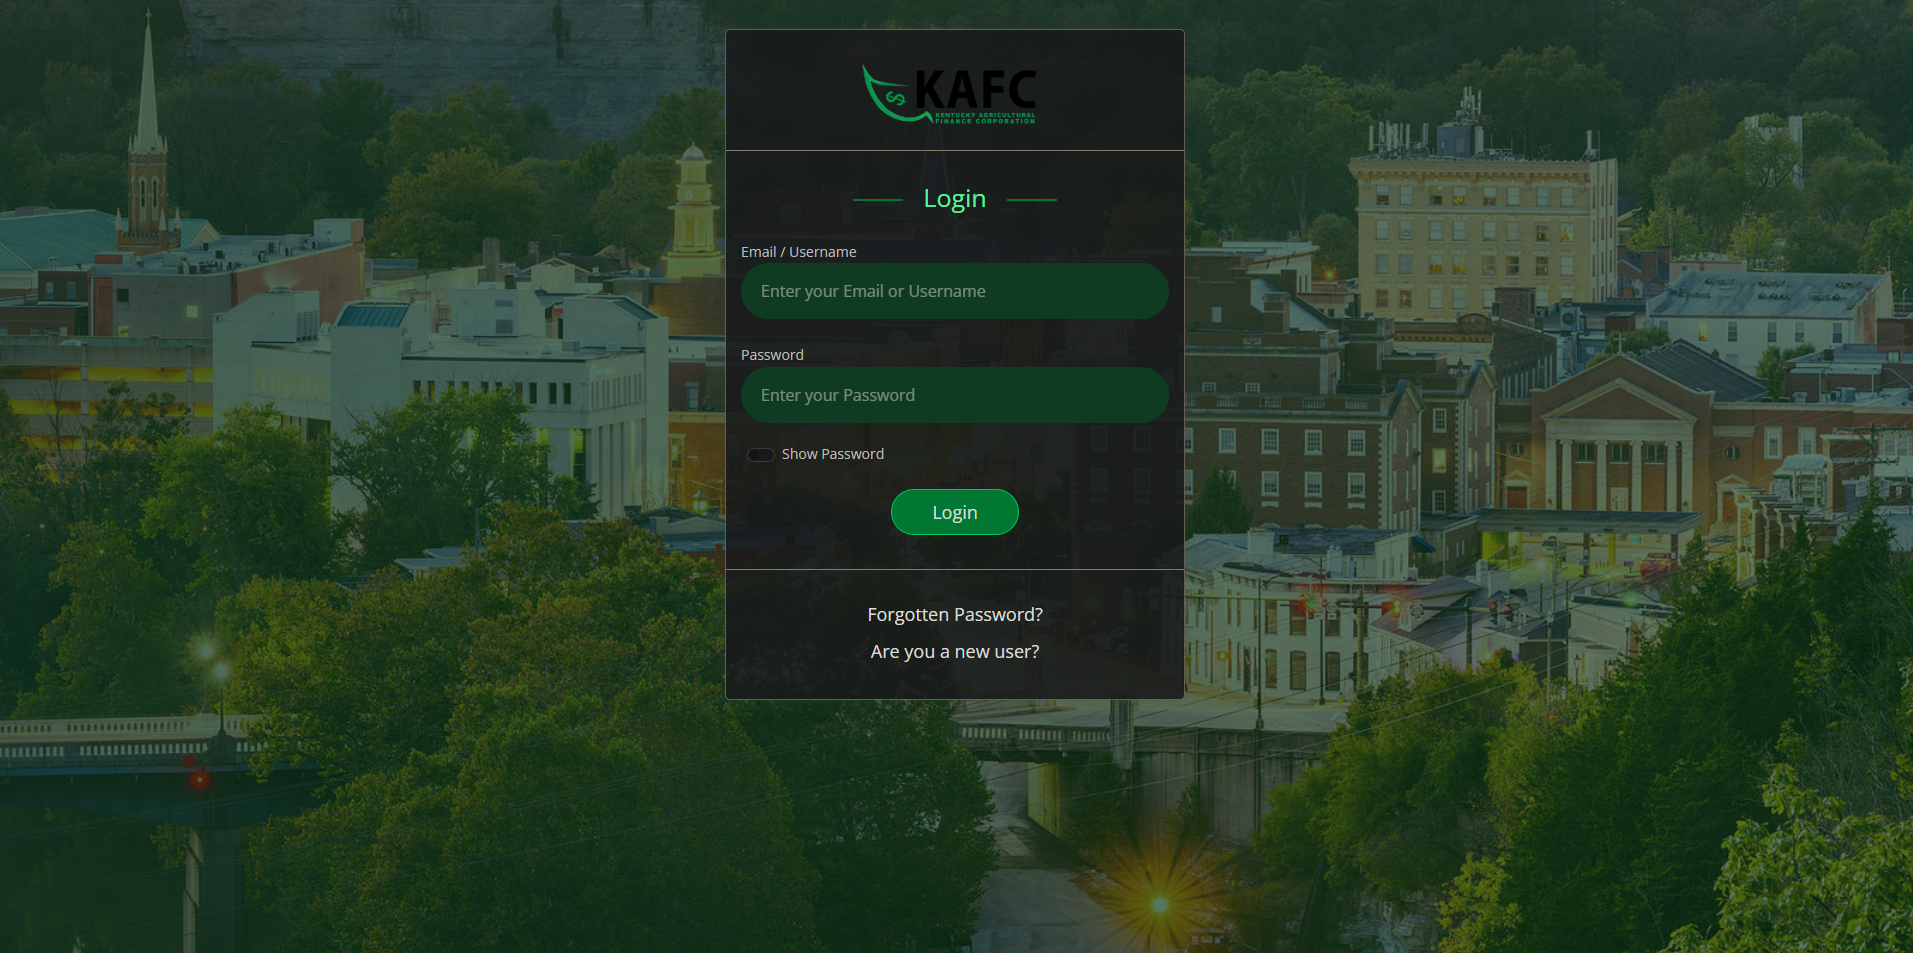 KAFC
KENTUCKY AGRICULTURAL
FINANCE CORPORATION
Login
Email / Username
Enter your Email or Username
Password
Enter your Password
Show Password
Login
Forgotten Password?
Are you a new user?